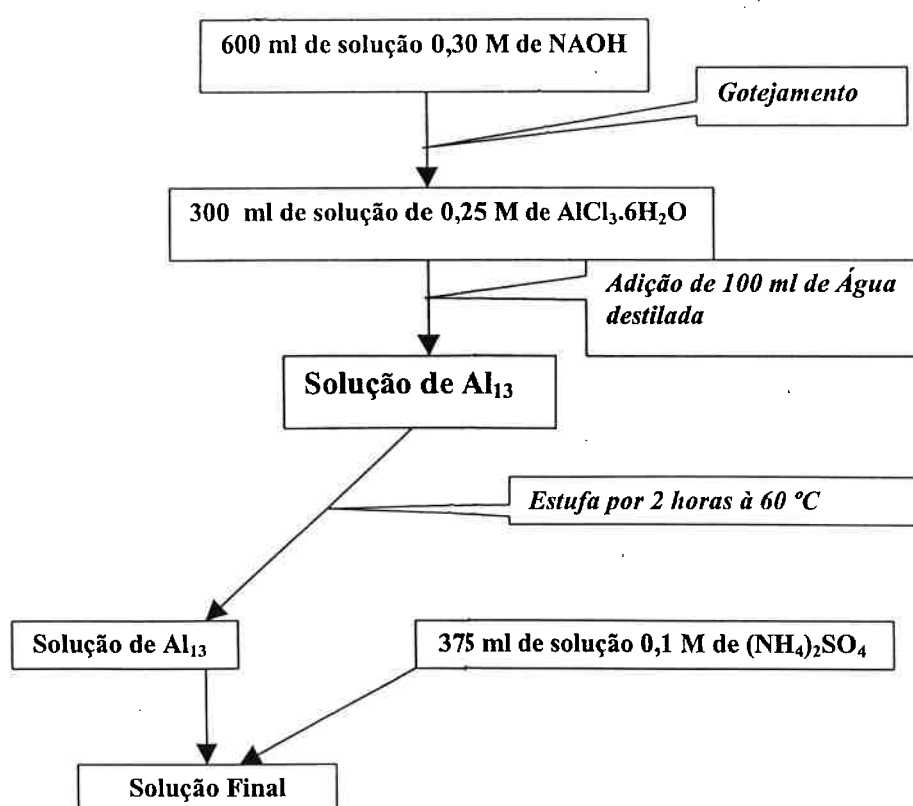 600 ml de solução 0,30 M de NAOH
Gotejamento
300 ml de solução de 0,25 M de AlCl₃.6H₂O
Adição de 100 ml de Água
destilada
Solução de Al₁₃
Estufa por 2 horas à 60 ºC
Solução de Al₁₃
375 ml de solução 0,1 M de (NH₄)₂SO₄
Solução Final